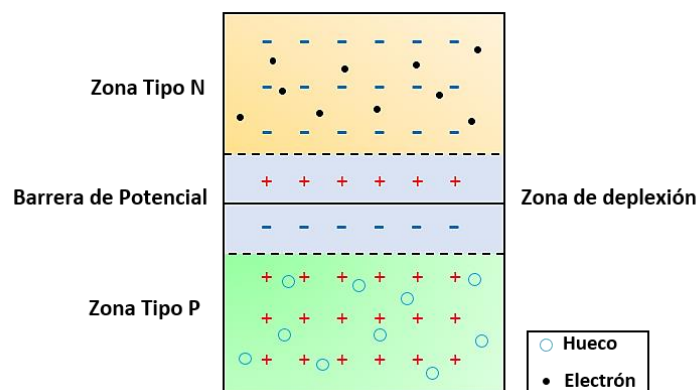 Zona Tipo N
Barrera de Potencial
Zona de deplexión
Zona Tipo P
Hueco
Electrón